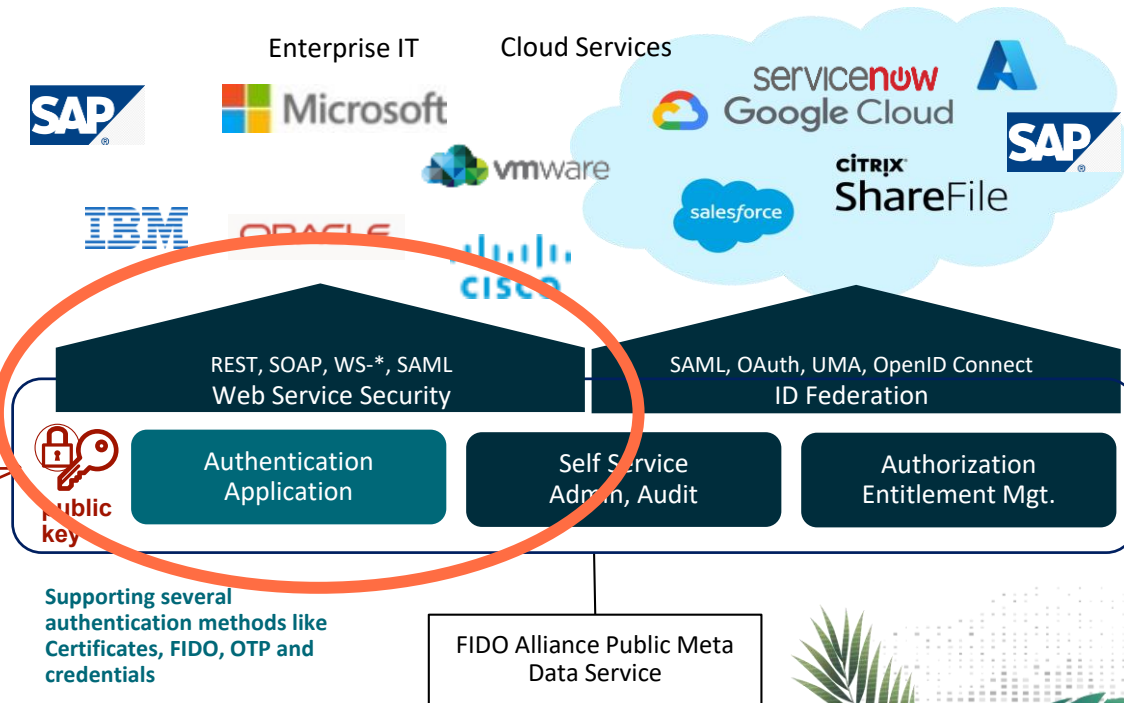 Enterprise IT
Cloud Services
SAP
®
Microsoft
vmware
IBM
ORACLE
CISCO
servicenow
Google Cloud
SAP
®
salesforce
CITRIX
ShareFile
REST, SOAP, WS-*, SAML
Web Service Security
SAML, OAuth, UMA, OpenID Connect
ID Federation
public
key
Authentication
Application
Self Service
Admin, Audit
Authorization
Entitlement Mgt.
Supporting several
authentication methods like
Certificates, FIDO, OTP and
credentials
FIDO Alliance Public Meta
Data Service